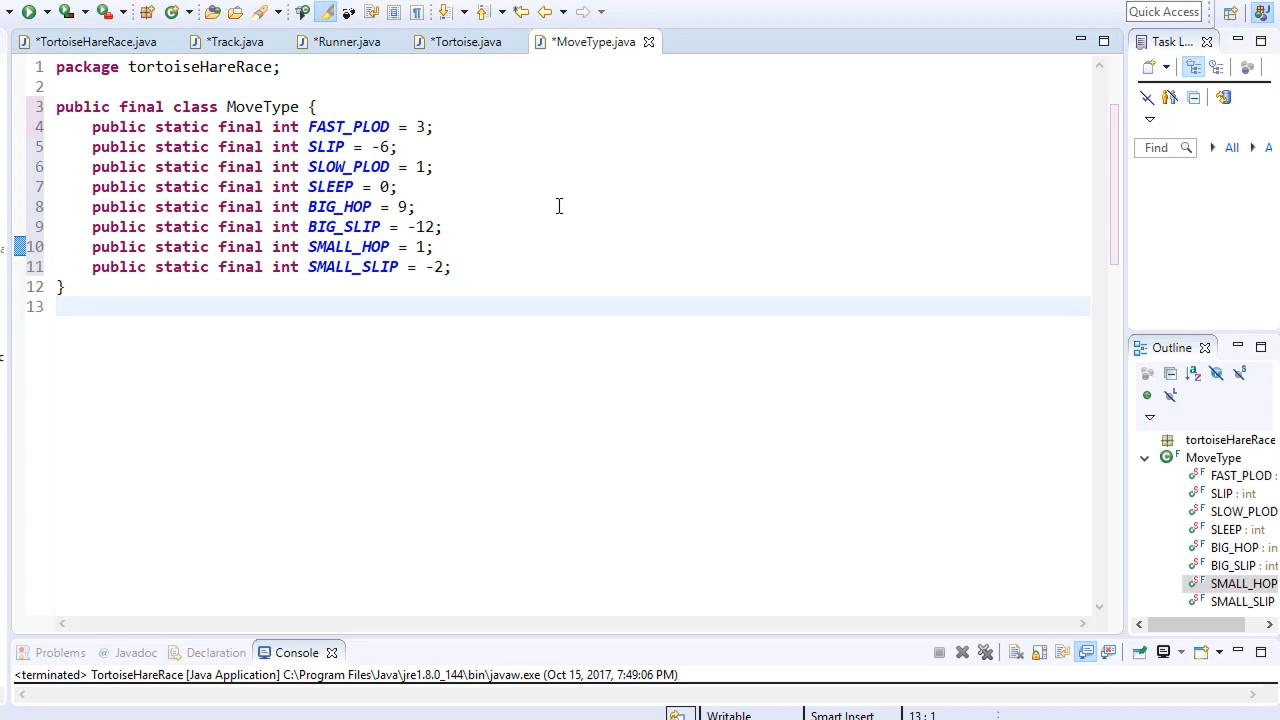 Quick Access
*TortoiseHareRace.java
*Track.java
*Runner.java
*Tortoise.java
*MoveType.java
Task L...
1 package tortoiseHareRace;
2
3 public final class MoveType {
4 public static final int FAST_PLOD = 3;
5 public static final int SLIP = -6;
6 public static final int SLOW_PLOD = 1;
7 public static final int SLEEP = 0;
8 public static final int BIG_HOP = 9;
9 public static final int BIG_SLIP = -12;
10 public static final int SMALL_HOP = 1;
11 public static final int SMALL_SLIP = -2;
12 }
13
Find
All
A
Outline
tortoiseHareRace
MoveType
FAST_PLOD :
SLIP : int
SLOW_PLOD
SLEEP : int
BIG_HOP : in
BIG_SLIP : int
SMALL_HOP
SMALL_SLIP
Problems
@ Javadoc
Declaration
Console
<terminated> TortoiseHareRace [Java Application] C:\Program Files\Java\jre1.8.0_144\bin\javaw.exe (Oct 15, 2017, 7:49:06 PM)
Writable
Smart Insert
13 : 1